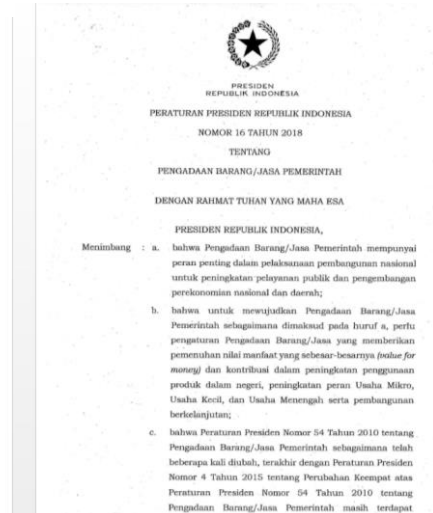 PRESIDEN
REPUBLIK INDONESIA
PERATURAN PRESIDEN REPUBLIK INDONESIA
NOMOR 16 TAHUN 2018
TENTANG
PENGADAAN BARANG/JASA PEMERINTAH
DENGAN RAHMAT TUHAN YANG MAHA ESA
PRESIDEN REPUBLIK INDONESIA,
Menimbang : a. bahwa Pengadaan Barang/Jasa Pemerintah mempunyai
peran penting dalam pelaksanaan pembangunan nasional
untuk peningkatan pelayanan publik dan pengembangan
perekonomian nasional dan daerah;
b. bahwa untuk mewujudkan Pengadaan Barang/Jasa
Pemerintah sebagaimana dimaksud pada huruf a, perlu
pengaturan Pengadaan Barang/Jasa yang memberikan
pemenuhan nilai manfaat yang sebesar-besarnya (value for
money) dan kontribusi dalam peningkatan penggunaan
produk dalam negeri, peningkatan peran Usaha Mikro,
Usaha Kecil, dan Usaha Menengah serta pembangunan
berkelanjutan;
c. bahwa Peraturan Presiden Nomor 54 Tahun 2010 tentang
Pengadaan Barang/Jasa Pemerintah sebagaimana telah
beberapa kali diubah, terakhir dengan Peraturan Presiden
Nomor 4 Tahun 2015 tentang Perubahan Keempat atas
Peraturan Presiden Nomor 54 Tahun 2010 tentang
Pengadaan Barang/Jasa Pemerintah masih terdapat